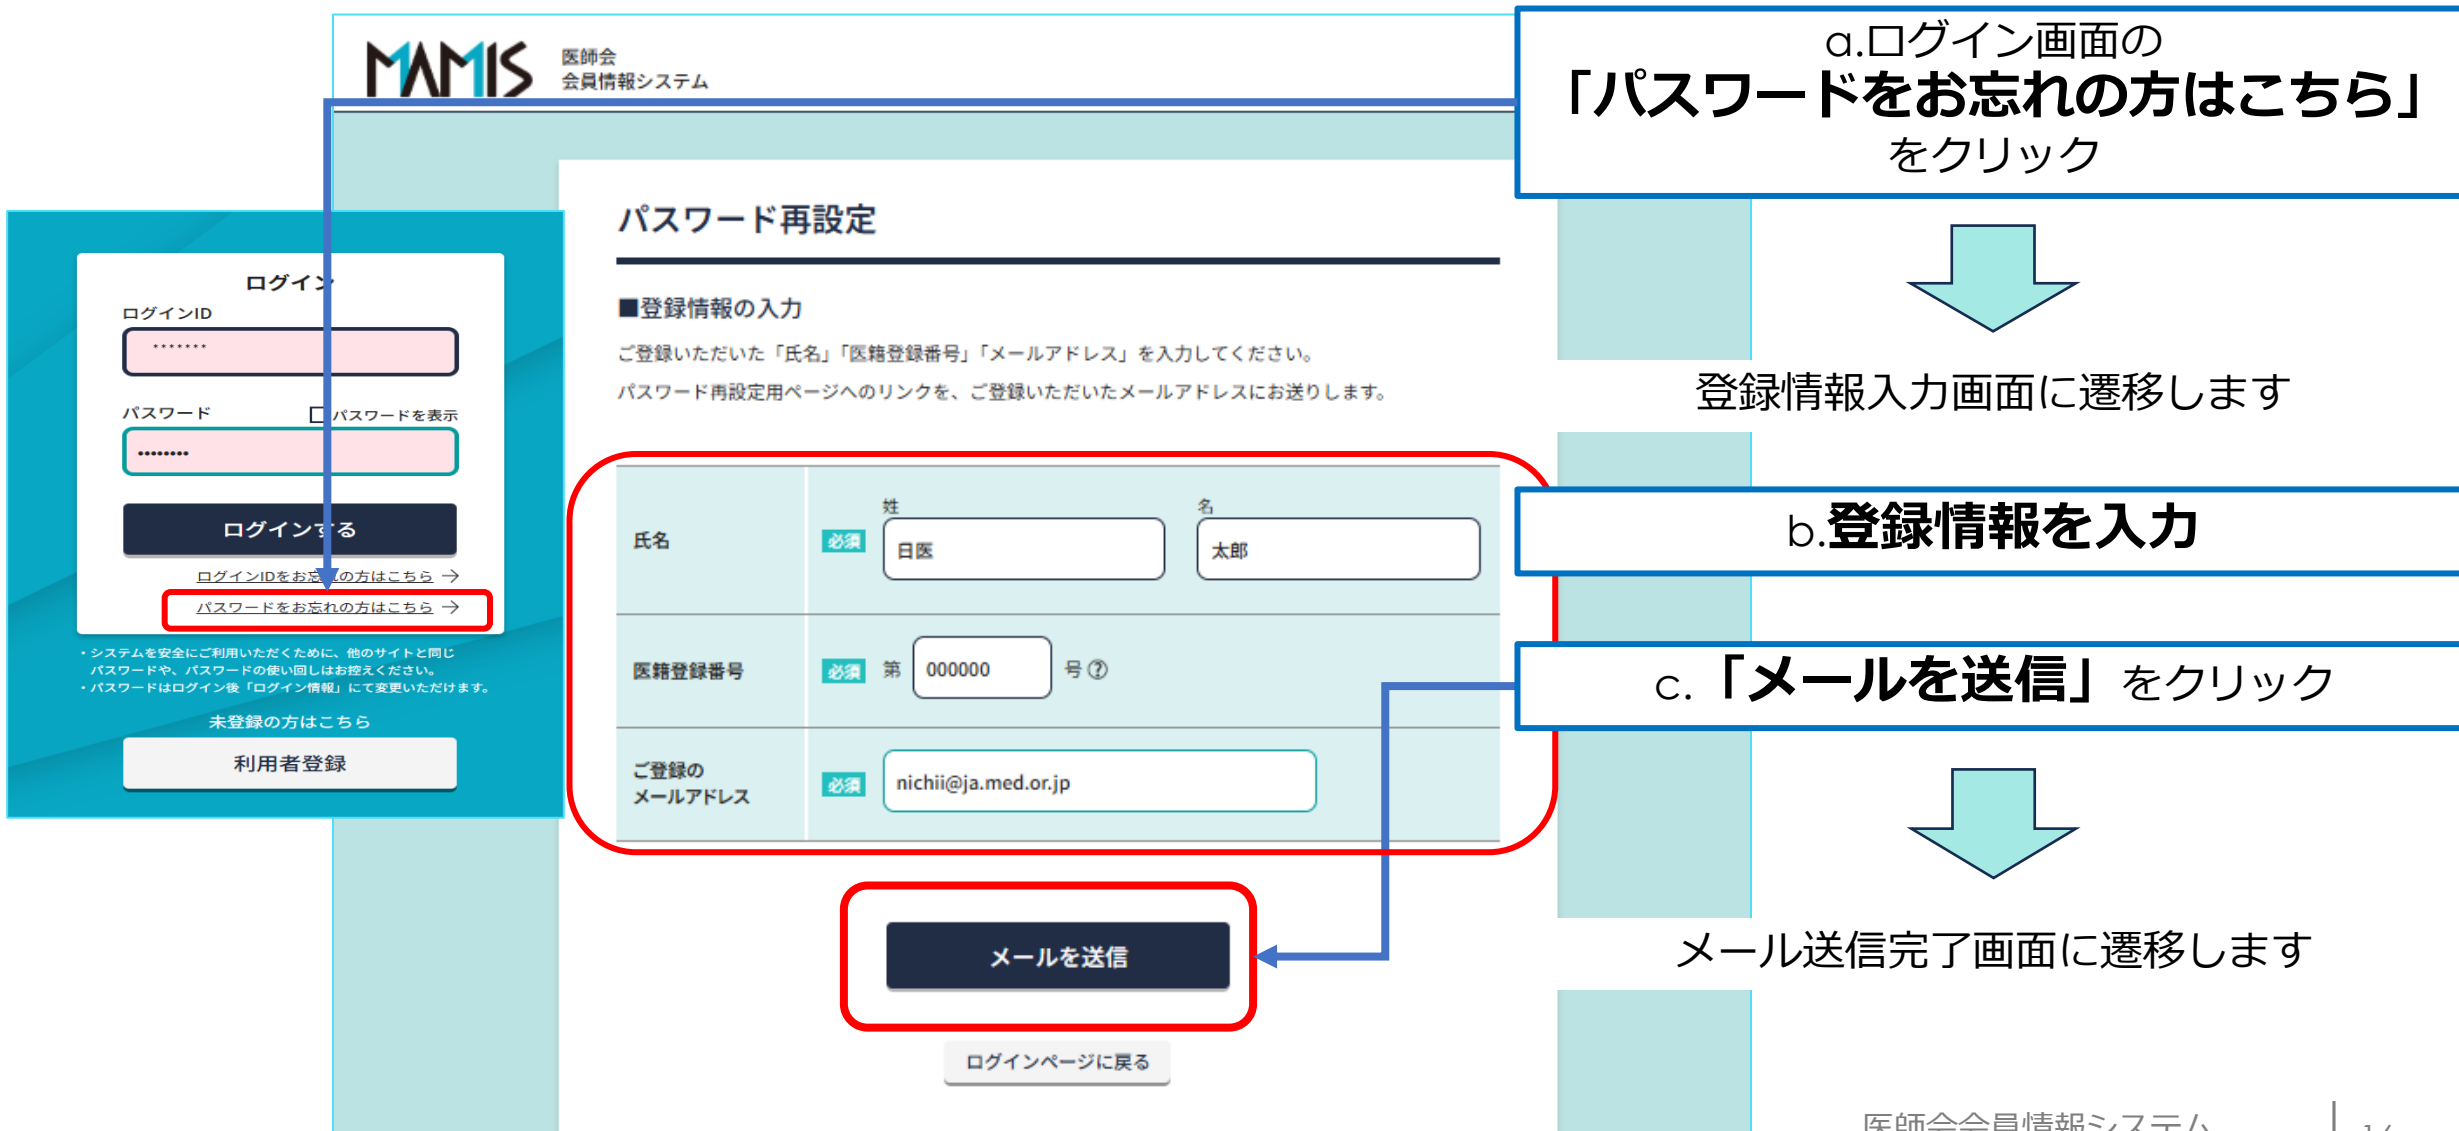 MAMIS
医師会
会員情報システム
a.ログイン画面の
「パスワードをお忘れの方はこちら」
をクリック
登録情報入力画面に遷移します
b.登録情報を入力
c.「メールを送信」をクリック
メール送信完了画面に遷移します
ログイン
ログインID
*******
パスワード
パスワードを表示
••••••••
ログインする
ログインIDをお忘れの方はこちら →
パスワードをお忘れの方はこちら →
・システムを安全にご利用いただくために、他のサイトと同じ
パスワードや、パスワードの使い回しはお控えください。
・パスワードはログイン後「ログイン情報」にて変更いただけます。
未登録の方はこちら
利用者登録
パスワード再設定
■登録情報の入力
ご登録いただいた「氏名」「医籍登録番号」「メールアドレス」を入力してください。
パスワード再設定用ページへのリンクを、ご登録いただいたメールアドレスにお送りします。
姓 名
氏名 必須 日医 太郎
医籍登録番号 必須 第 000000 号 ?
ご登録の
メールアドレス 必須 nichii@ja.med.or.jp
メールを送信
ログインページに戻る
医師会会員情報システム